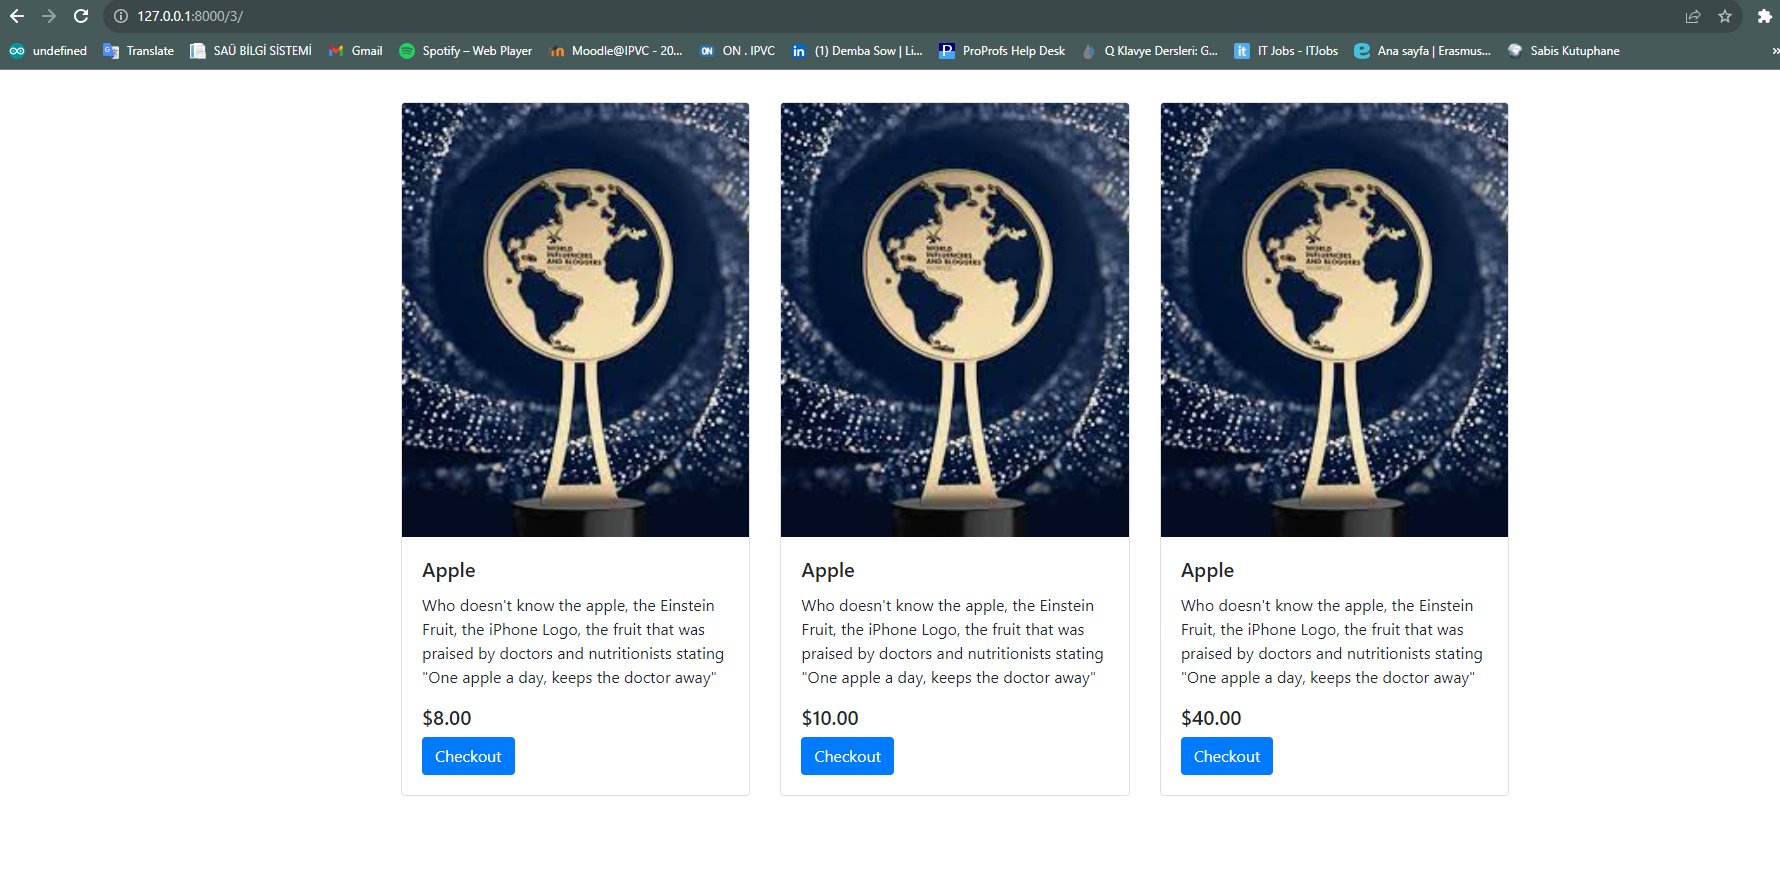 127.0.0.1:8000/3/
undefined Translate SAÜ BİLGİ SİSTEMİ Gmail Spotify – Web Player Moodle@IPVC - 20... ON ON . IPVC in (1) Demba Sow | Li... P ProProfs Help Desk Q Klavye Dersleri: G... it IT Jobs - ITJobs Ana sayfa | Erasmus... Sabis Kutuphane »
WORLD
INFLUENCERS
AND BLOGGERS
WORLD
INFLUENCERS
AND BLOGGERS
WORLD
INFLUENCERS
AND BLOGGERS
Apple
Who doesn't know the apple, the Einstein
Fruit, the iPhone Logo, the fruit that was
praised by doctors and nutritionists stating
"One apple a day, keeps the doctor away"
$8.00
Checkout
Apple
Who doesn't know the apple, the Einstein
Fruit, the iPhone Logo, the fruit that was
praised by doctors and nutritionists stating
"One apple a day, keeps the doctor away"
$10.00
Checkout
Apple
Who doesn't know the apple, the Einstein
Fruit, the iPhone Logo, the fruit that was
praised by doctors and nutritionists stating
"One apple a day, keeps the doctor away"
$40.00
Checkout